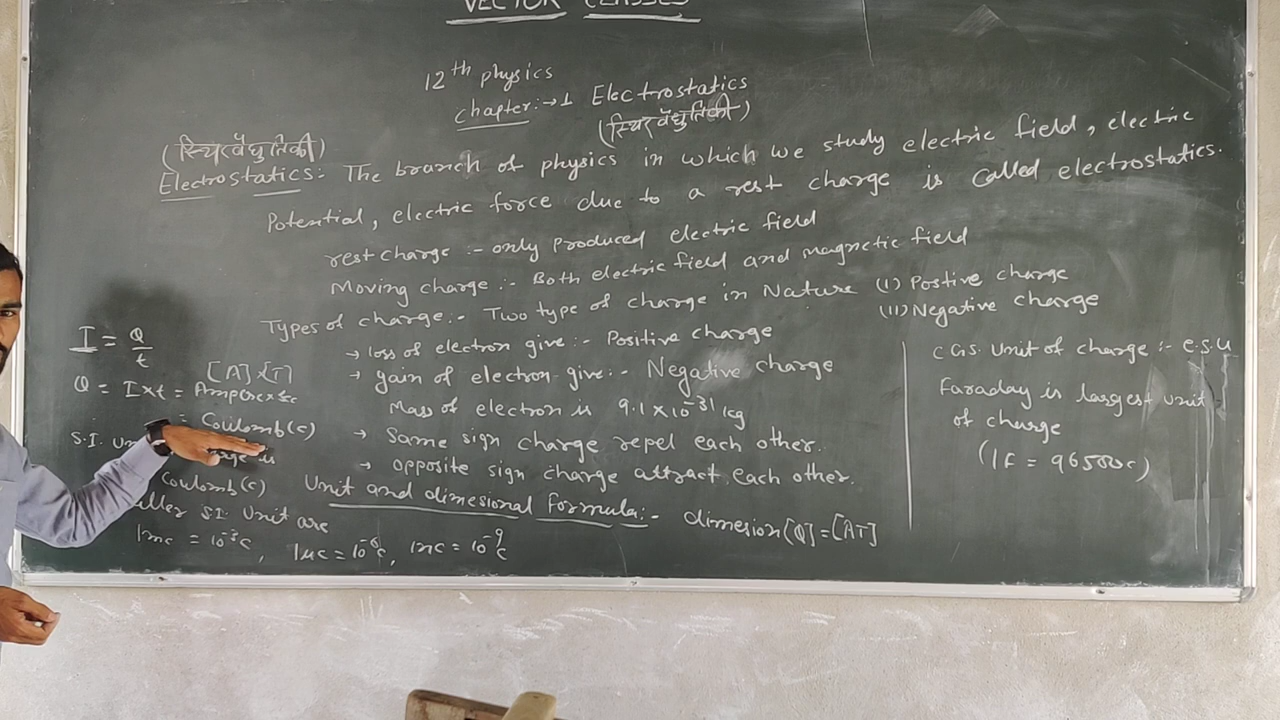 VECTOR CLASSES
12th physics
chapter:→1 Electrostatics
(स्थिरवैद्युतिकी)
(स्थिरवैद्युतिकी)
Electrostatics:- The branch of physics in which we study electric field, electric
Potential, electric force due to a rest charge is called electrostatics.
rest charge :- only produced electric field
Moving charge :- Both electric field and magnetic field
Types of charge:- Two type of charge in Nature (I) Postive charge
(II) Negative charge
→ loss of electron give :- Positive charge
→ gain of electron give:- Negative charge
Mass of electron is 9.1 x 10^-31 kg
→ Same sign charge repel each other.
→ opposite sign charge attract each other.
Unit and dimesional formula:- dimesion [Q] = [AT]
I = Q/t
[A] x [T]
Q = I x t = Amperexsec
= Coulomb(c)
S.I. is
Coulomb(c)
S.I. Unit are
1mc = 10^-3c, 1μc = 10^-6c, 1nc = 10^-9c
C.G.S. Unit of charge :- e.s.u
Faraday is largest unit
of charge
(1F = 96500c)